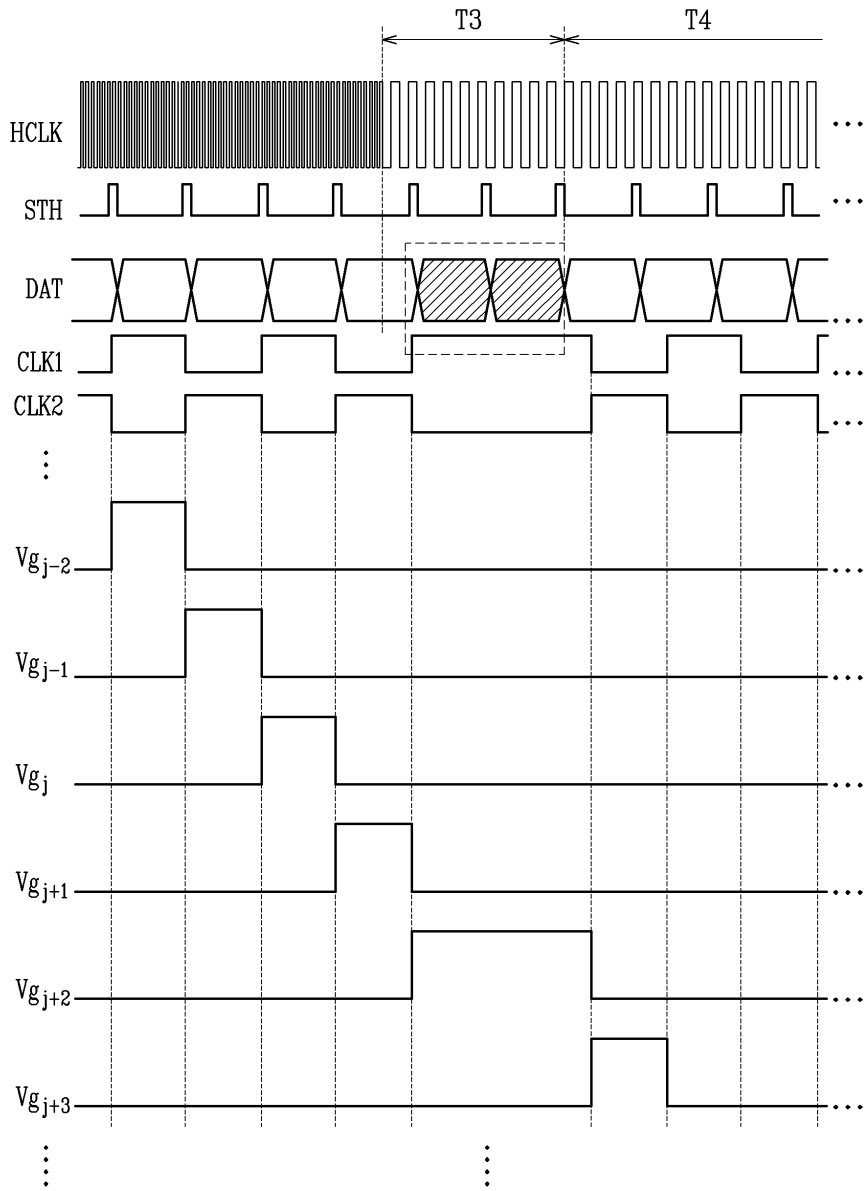 T3 T4
HCLK ...
STH ...
DAT ...
CLK1 ...
CLK2 ...
Vgj-2 ...
Vgj-1 ...
Vgj ...
Vgj+1 ...
Vgj+2 ...
Vgj+3 ...